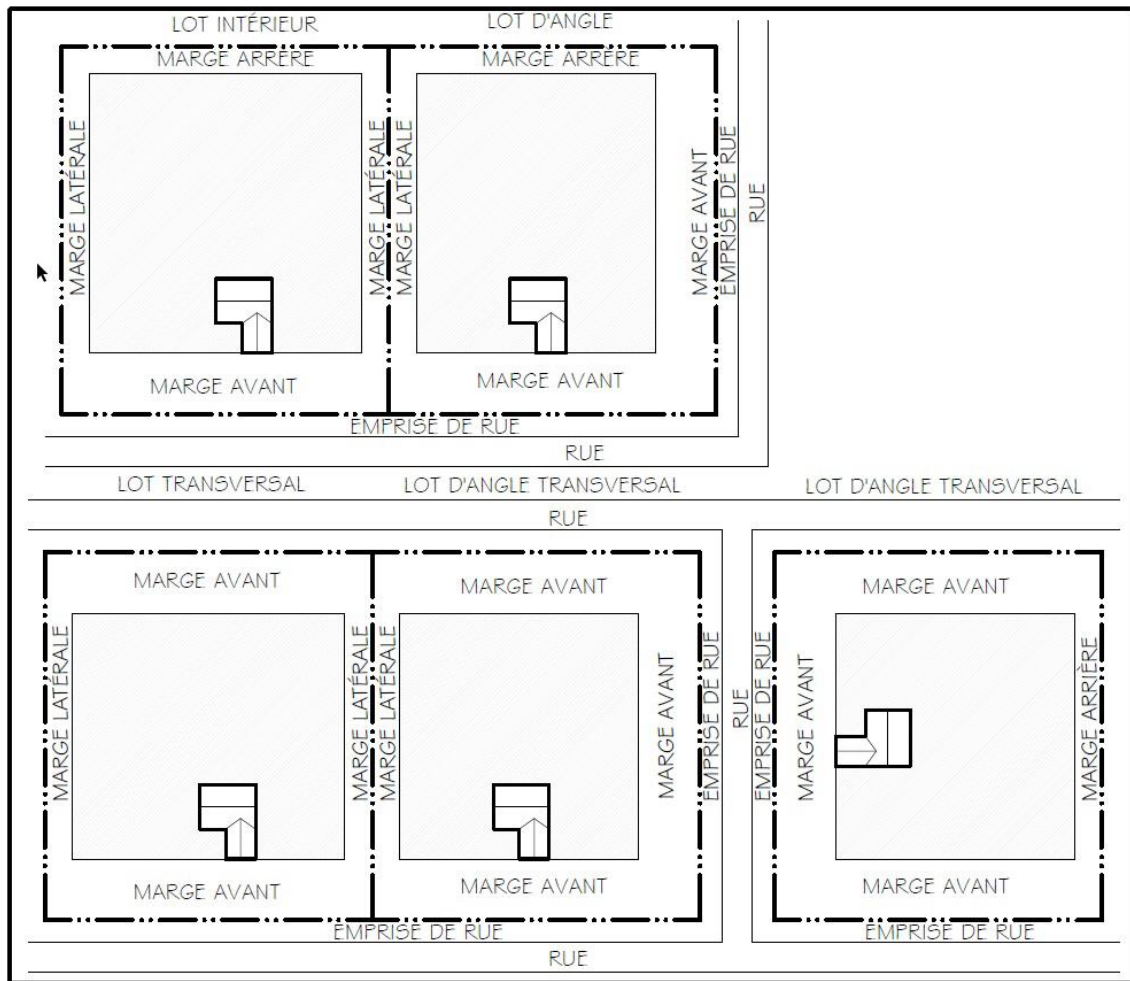 LOT INTÉRIEUR
LOT D'ANGLE
MARGE ARRÈRE
MARGE ARRÈRE
MARGE LATÉRALE
MARGE LATÉRALE
MARGE LATÉRALE
MARGE AVANT
EMPRISE DE RUE
RUE
MARGE AVANT
MARGE AVANT
EMPRISE DE RUE
RUE
LOT TRANSVERSAL
LOT D'ANGLE TRANSVERSAL
LOT D'ANGLE TRANSVERSAL
RUE
MARGE AVANT
MARGE AVANT
MARGE AVANT
MARGE LATÉRALE
MARGE LATÉRALE
MARGE LATÉRALE
MARGE AVANT
EMPRISE DE RUE
RUE
EMPRISE DE RUE
MARGE AVANT
MARGE ARRIÈRE
MARGE AVANT
MARGE AVANT
MARGE AVANT
EMPRISE DE RUE
EMPRISE DE RUE
RUE